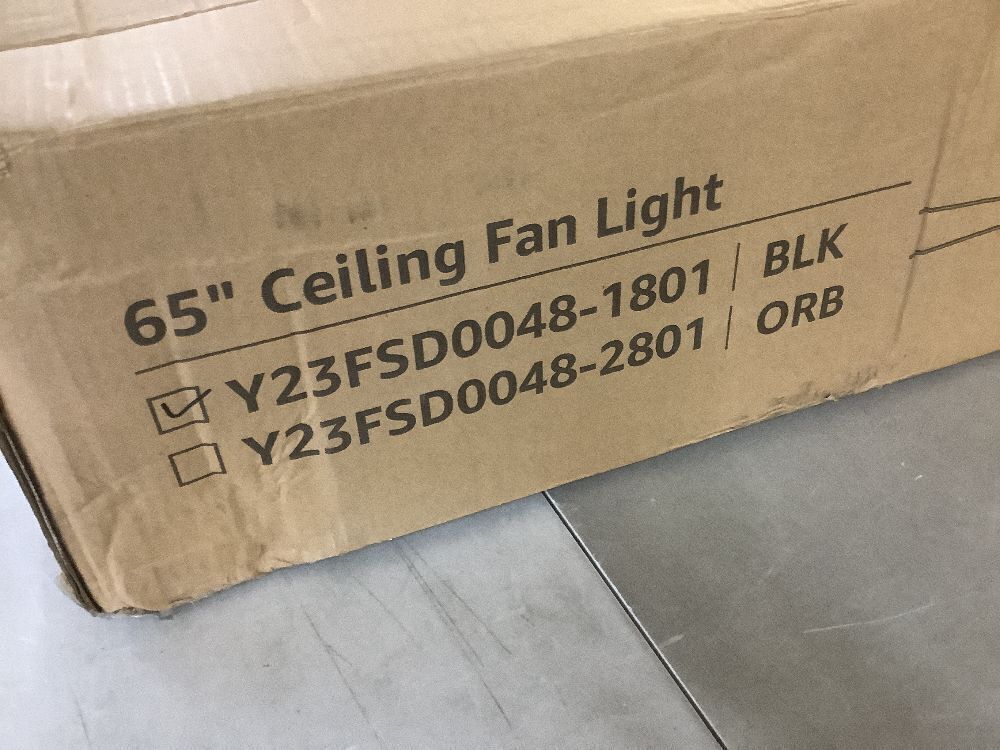 65" Ceiling Fan Light
Y23FSD0048-1801 | BLK
Y23FSD0048-2801 | ORB